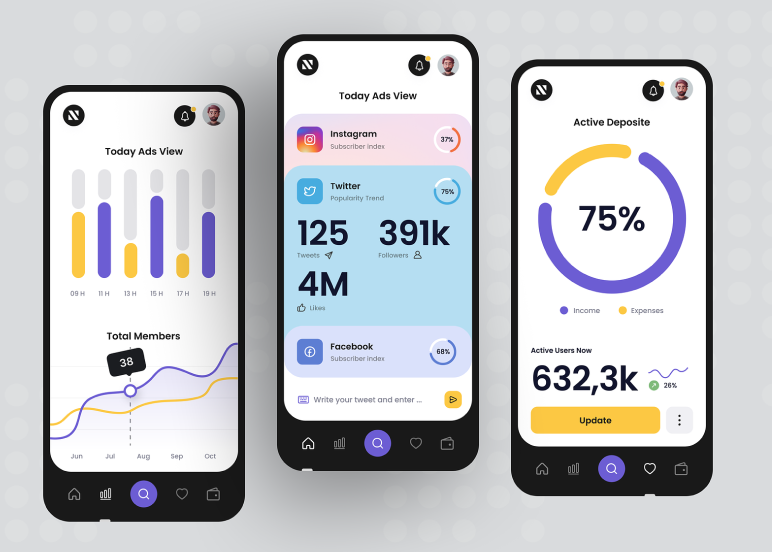 Today Ads View
09 H 11 H 13 H 15 H 17 H 19 H
Total Members
38
Jun Jul Aug Sep Oct
Today Ads View
Instagram
Subscriber Index
37%
Twitter
Popularity Trend
75%
125
Tweets
391k
Followers
4M
Likes
Facebook
Subscriber Index
68%
Write your tweet and enter ...
Active Deposite
75%
Income Expenses
Active Users Now
632,3k
26%
Update